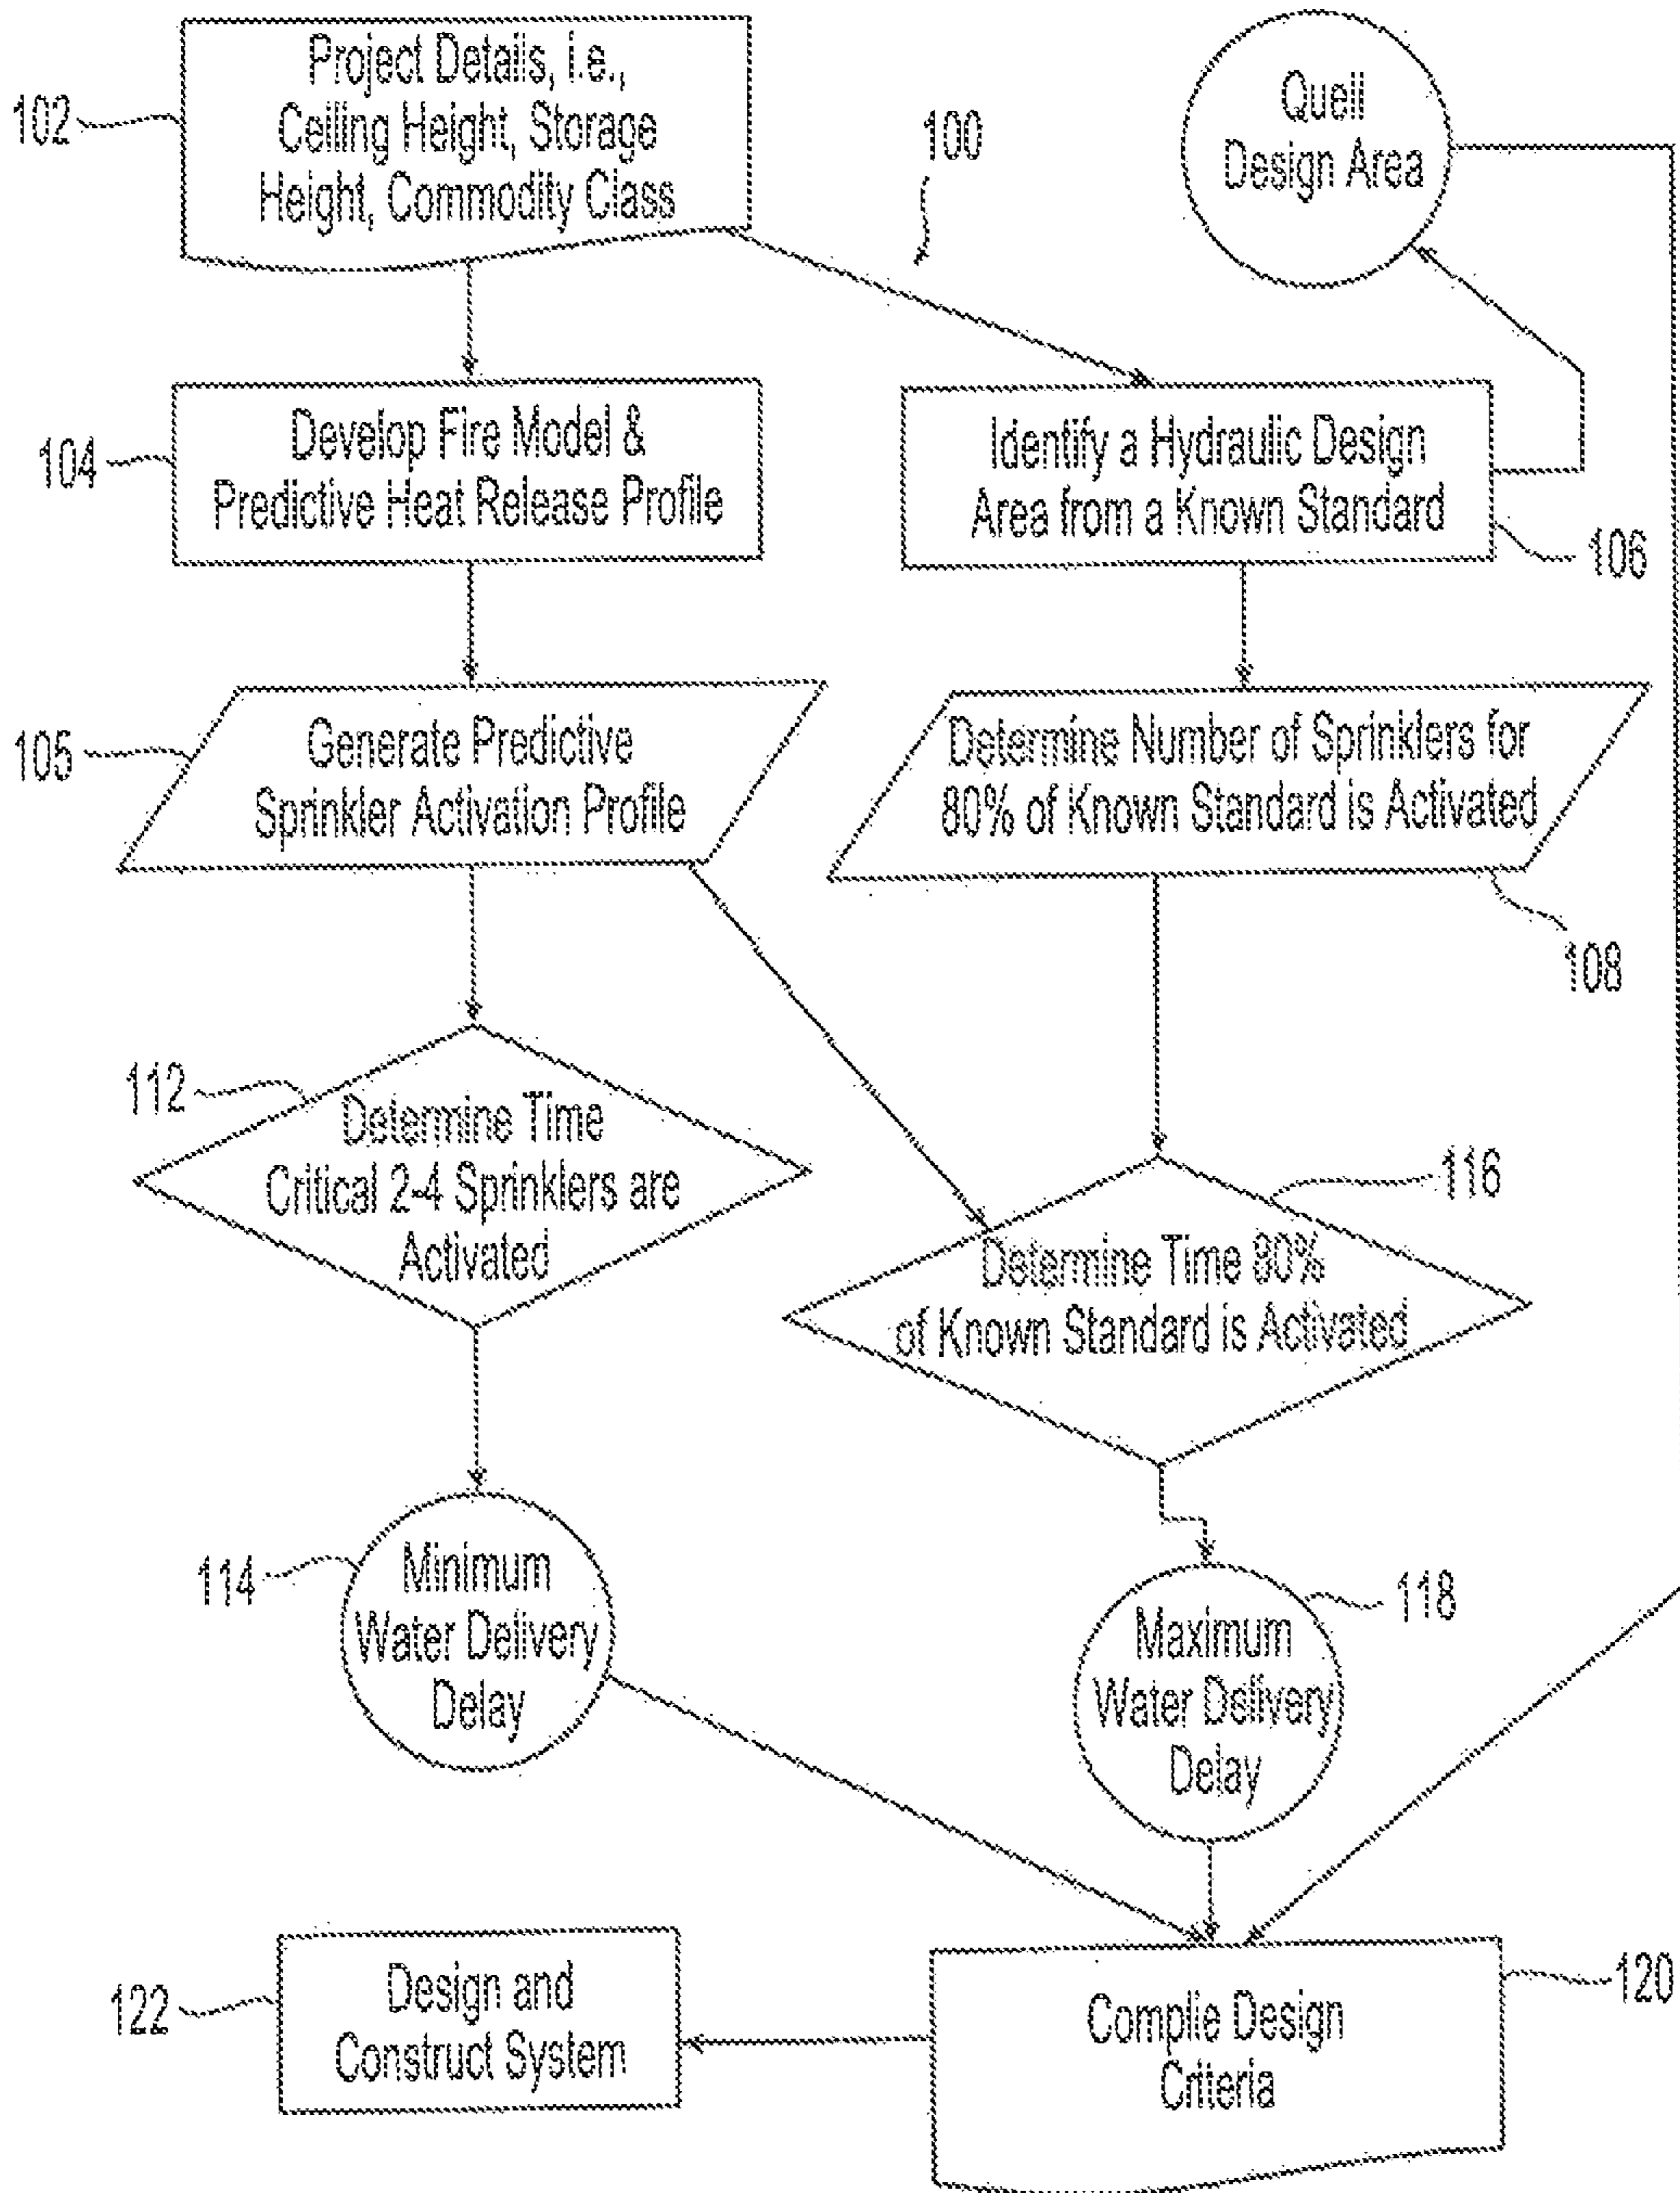 102
Project Details, i.e.,
Ceiling Height, Storage
Height, Commodity Class
100
Quell
Design Area
104
Develop Fire Model &
Predictive Heat Release Profile
Identify a Hydraulic Design
Area from a Known Standard
106
105
Generate Predictive
Sprinkler Activation Profile
Determine Number of Sprinklers for
80% of Known Standard is Activated
108
112
Determine Time
Critical 2-4 Sprinklers are
Activated
116
Determine Time 80%
of Known Standard is Activated
114
Minimum
Water Delivery
Delay
118
Maximum
Water Delivery
Delay
122
Design and
Construct System
120
Complie Design
Criteria